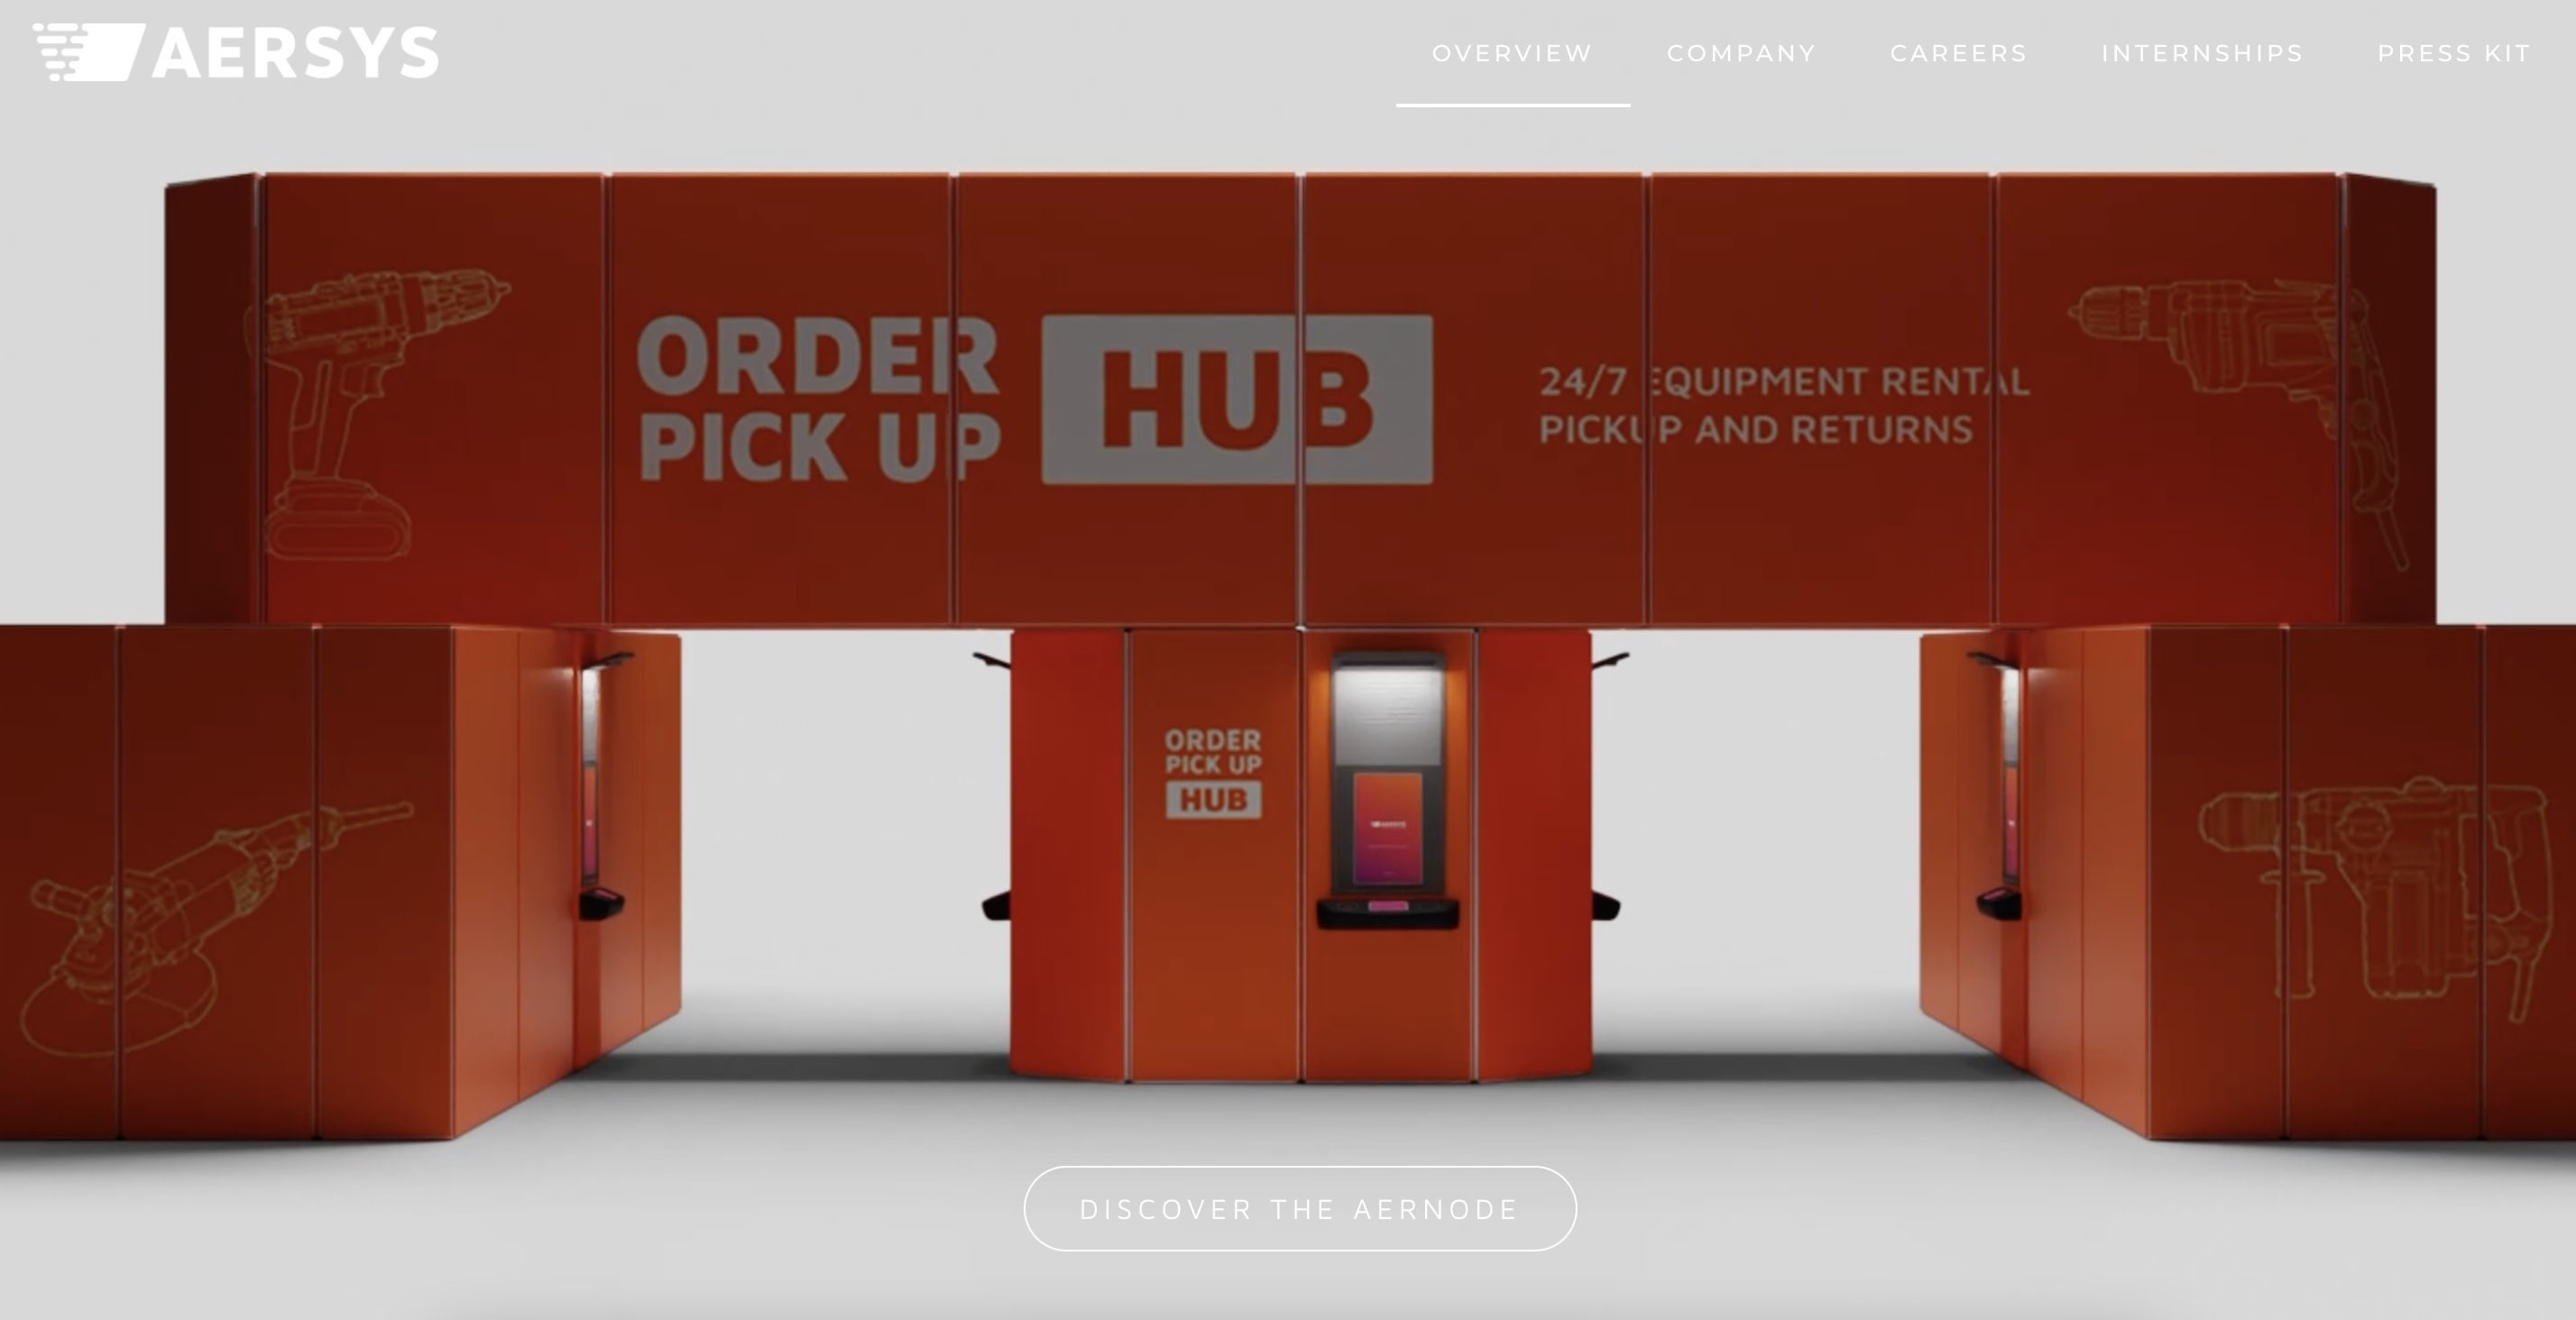 AERSYS
OVERVIEW
COMPANY
CAREERS
INTERNSHIPS
PRESS KIT
ORDER
PICK UP
HUB
24/7 EQUIPMENT RENTAL
PICKUP AND RETURNS
ORDER
PICK UP
HUB
DISCOVER THE AERNODE